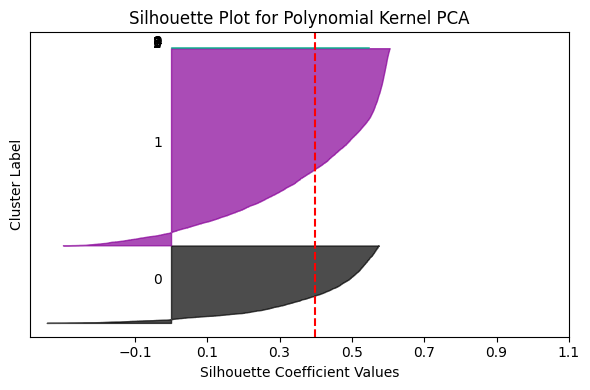 Silhouette Plot for Polynomial Kernel PCA
Cluster Label
1
0
−0.1 0.1 0.3 0.5 0.7 0.9 1.1
Silhouette Coefficient Values